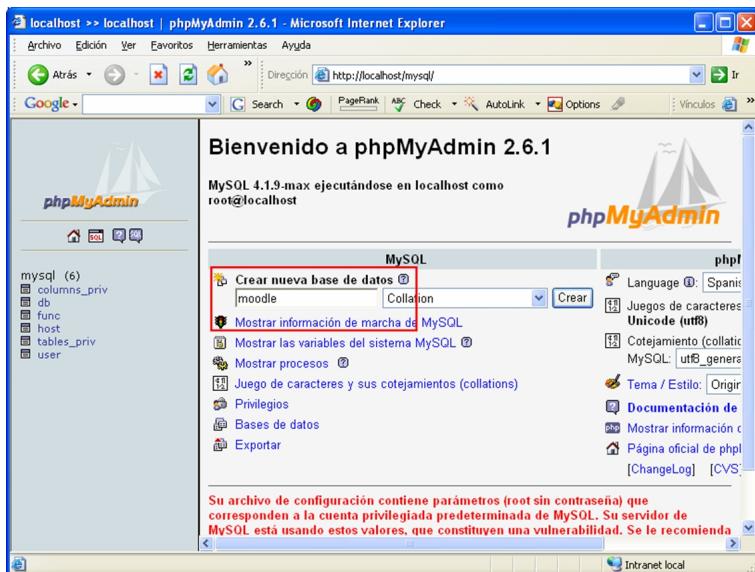 localhost >> localhost | phpMyAdmin 2.6.1 - Microsoft Internet Explorer
Archivo Edición Ver Favoritos Herramientas Ayuda
Atrás
Dirección http://localhost/mysql/ Ir
Google Search PageRank ABC Check AutoLink Options Vínculos
phpMyAdmin
SQL
mysql (6)
columns_priv
db
func
host
tables_priv
user
Bienvenido a phpMyAdmin 2.6.1
MySQL 4.1.9-max ejecutándose en localhost como
root@localhost
phpMyAdmin
MySQL
Crear nueva base de datos
moodle Collation Crear
Mostrar información de marcha de MySQL
Mostrar las variables del sistema MySQL
Mostrar procesos
Juego de caracteres y sus cotejamientos (collations)
Privilegios
Bases de datos
Exportar
phpM
Language : Spanis
Juegos de caracteres
Unicode (utf8)
Cotejamiento (collatio
MySQL: utf8_genera
Tema / Estilo: Origin
Documentación de
php Mostrar información d
Página oficial de phpl
[ChangeLog] [CVS]
Su archivo de configuración contiene parámetros (root sin contraseña) que
corresponden a la cuenta privilegiada predeterminada de MySQL. Su servidor de
MySQL está usando estos valores, que constituyen una vulnerabilidad. Se le recomienda
Intranet local